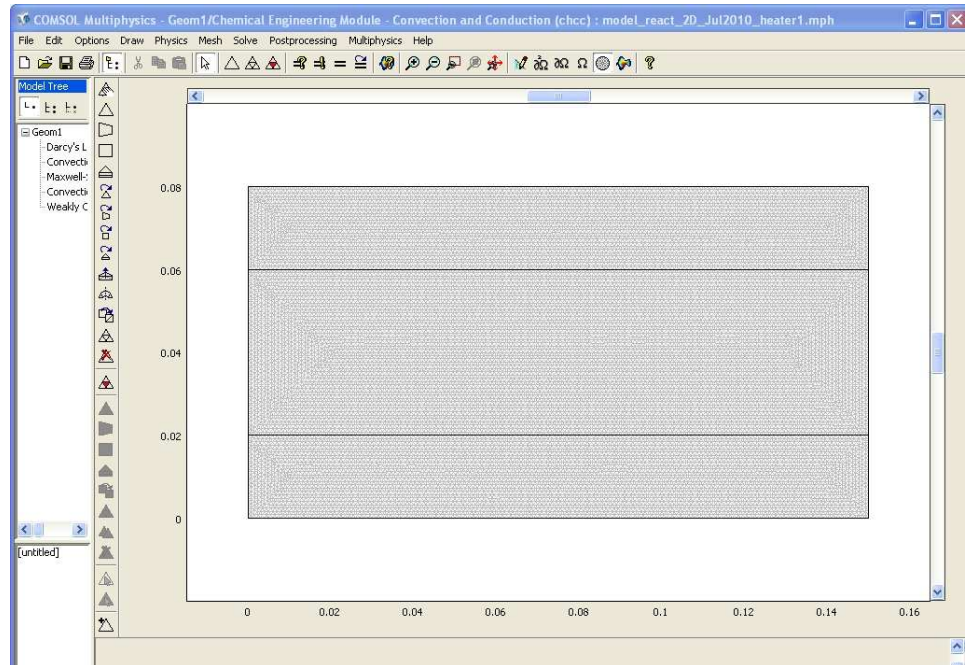 COMSOL Multiphysics - Geom1/Chemical Engineering Module - Convection and Conduction (chcc) : model_react_2D_Jul2010_heater1.mph
File Edit Options Draw Physics Mesh Solve Postprocessing Multiphysics Help
Model Tree
Geom1
Darcy's L
Convecti
Maxwell-
Convecti
Weakly C
[untitled]
0.08
0.06
0.04
0.02
0
0 0.02 0.04 0.06 0.08 0.1 0.12 0.14 0.16